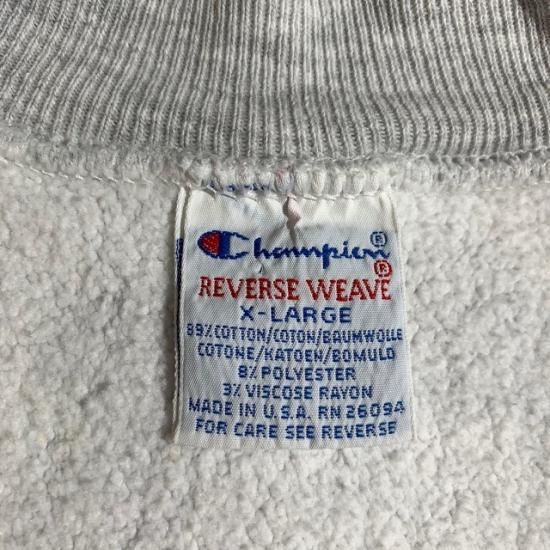 Champion®
REVERSE WEAVE®
X-LARGE
89% COTTON/COTON/BAUMWOLLE
COTONE/KATOEN/BOMULD
8% POLYESTER
3% VISCOSE RAYON
MADE IN U.S.A. RN 26094
FOR CARE SEE REVERSE